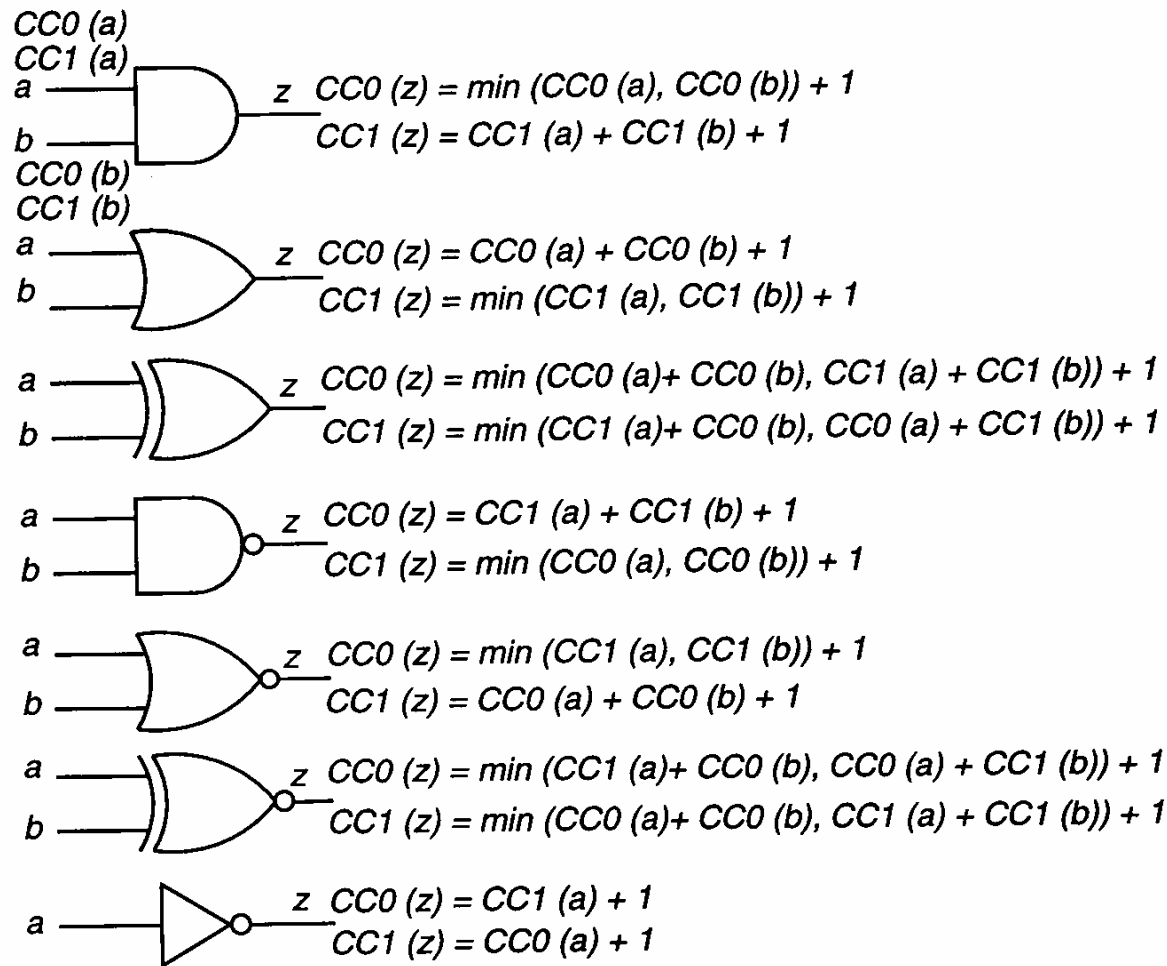 CC0 (a)
CC1 (a)
a
z CC0 (z) = min (CC0 (a), CC0 (b)) + 1
b
CC1 (z) = CC1 (a) + CC1 (b) + 1
CC0 (b)
CC1 (b)
a
z CC0 (z) = CC0 (a) + CC0 (b) + 1
b
CC1 (z) = min (CC1 (a), CC1 (b)) + 1
a
z CC0 (z) = min (CC0 (a)+ CC0 (b), CC1 (a) + CC1 (b)) + 1
b
CC1 (z) = min (CC1 (a)+ CC0 (b), CC0 (a) + CC1 (b)) + 1
a
z CC0 (z) = CC1 (a) + CC1 (b) + 1
b
CC1 (z) = min (CC0 (a), CC0 (b)) + 1
a
z CC0 (z) = min (CC1 (a), CC1 (b)) + 1
b
CC1 (z) = CC0 (a) + CC0 (b) + 1
a
z CC0 (z) = min (CC1 (a)+ CC0 (b), CC0 (a) + CC1 (b)) + 1
b
CC1 (z) = min (CC0 (a)+ CC0 (b), CC1 (a) + CC1 (b)) + 1
a
z CC0 (z) = CC1 (a) + 1
CC1 (z) = CC0 (a) + 1